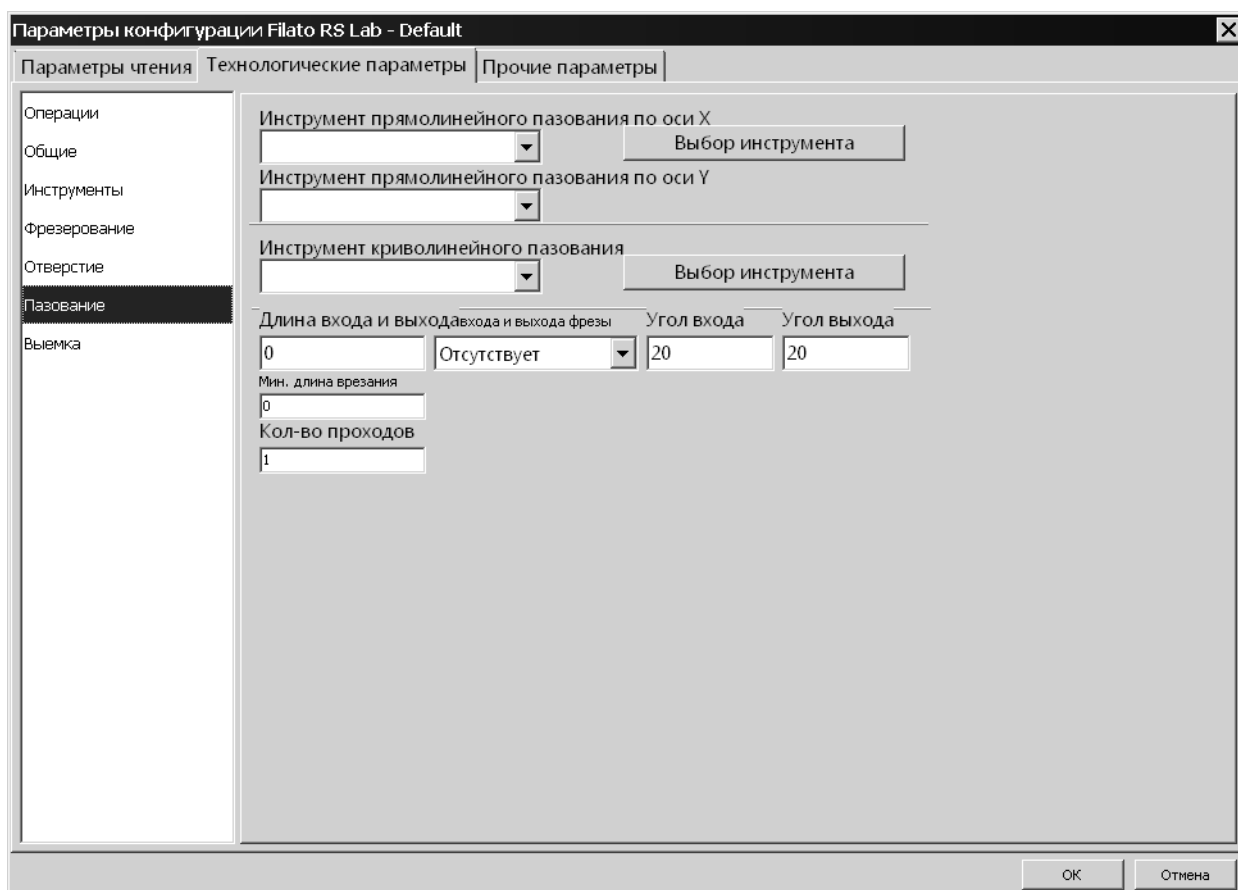 Параметры конфигурации Filato RS Lab - Default
Параметры чтения Технологические параметры Прочие параметры
Операции
Общие
Инструменты
Фрезерование
Отверстие
Пазование
Выемка
Инструмент прямолинейного пазования по оси X
Выбор инструмента
Инструмент прямолинейного пазования по оси Y
Инструмент криволинейного пазования
Выбор инструмента
Длина входа и выхода входа и выхода фрезы Угол входа Угол выхода
0 Отсутствует 20 20
Мин. длина врезания
0
Кол-во проходов
1
ОК Отмена